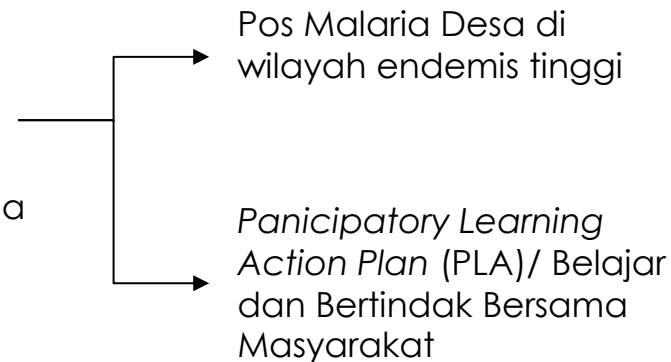 Pos Malaria Desa di
wilayah endemis tinggi
a
Panicipatory Learning
Action Plan (PLA)/ Belajar
dan Bertindak Bersama
Masyarakat